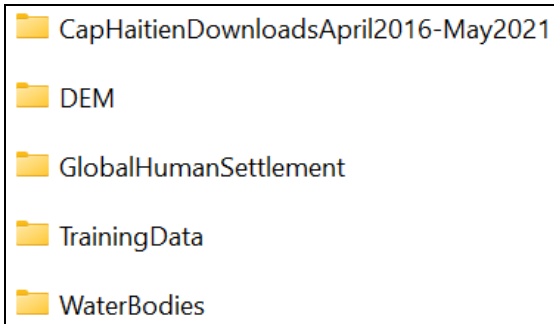 CapHaitienDownloadsApril2016-May2021
DEM
GlobalHumanSettlement
TrainingData
WaterBodies